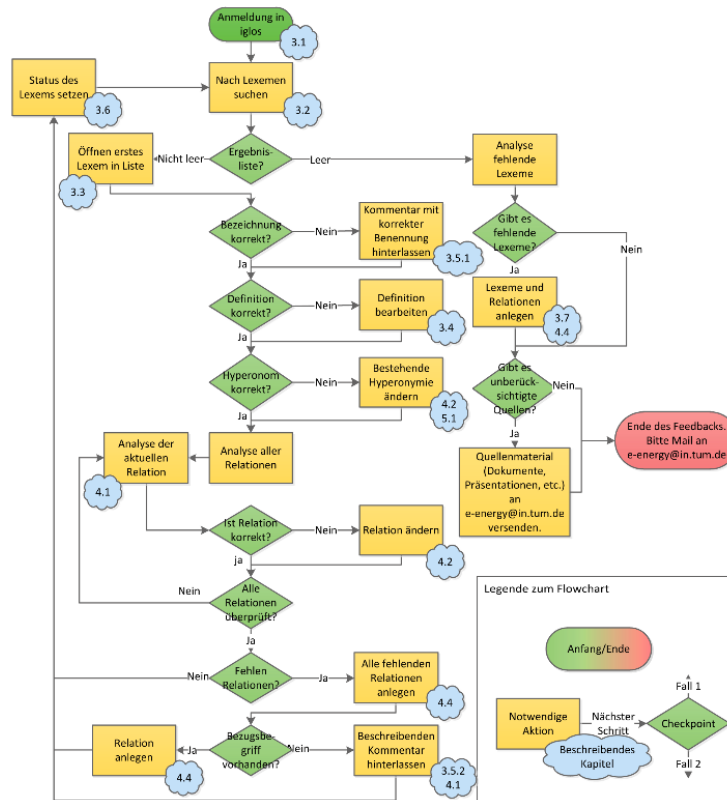 Anmeldung in
iglos
3.1
Status des
Lexems setzen
3.6
Nach Lexemen
suchen
3.2
Öffnen erstes
Lexem in Liste
3.3
Nicht leer
Ergebnis-
liste?
Leer
Analyse
fehlende
Lexeme
Bezeichnung
korrekt?
Nein
Ja
Kommentar mit
korrekter
Benennung
hinterlassen
3.5.1
Gibt es
fehlende
Lexeme?
Nein
Ja
Definition
korrekt?
Nein
Ja
Definition
bearbeiten
3.4
Lexeme und
Relationen
anlegen
3.7
4.4
Hyperonom
korrekt?
Nein
Ja
Bestehende
Hyperonymie
ändern
4.2
5.1
Gibt es
unberück-
sichtigte
Quellen?
Nein
Ja
Ende des Feedbacks.
Bitte Mail an
e-energy@in.tum.de
Analyse der
aktuellen
Relation
4.1
Analyse aller
Relationen
Quellenmaterial
(Dokumente,
Präsentationen, etc.)
an
e-energy@in.tum.de
versenden.
Ist Relation
korrekt?
Nein
ja
Relation ändern
4.2
Nein
Alle
Relationen
überprüft?
Ja
Nein
Fehlen
Relationen?
Ja
Alle fehlenden
Relationen
anlegen
4.4
Relation
anlegen
4.4
Ja
Bezugsbe-
griff
vorhanden?
Nein
Beschreibenden
Kommentar
hinterlassen
3.5.2
4.1
Legende zum Flowchart
Anfang/Ende
Notwendige
Aktion
Beschreibendes
Kapitel
Nächster
Schritt
Fall 1
Checkpoint
Fall 2